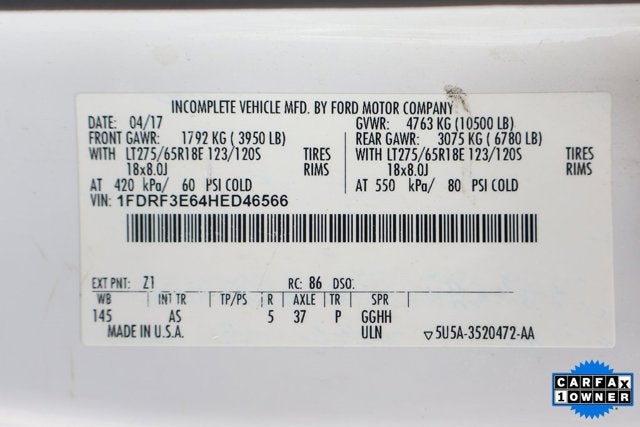 INCOMPLETE VEHICLE MFD. BY FORD MOTOR COMPANY
DATE: 04/17 GVWR: 4763 KG (10500 LB)
FRONT GAWR: 1792 KG ( 3950 LB) REAR GAWR: 3075 KG ( 6780 LB)
WITH LT275/65R18E 123/120S TIRES WITH LT275/65R18E 123/120S TIRES
18x8.0J RIMS 18x8.0J RIMS
AT 420 kPa/ 60 PSI COLD AT 550 kPa/ 80 PSI COLD
VIN: 1FDRF3E64HED46566
EXT PNT: Z1 RC: 86 DSO:
WB INT TR TP/PS R AXLE TR SPR
145 AS 5 37 P GGHH
MADE IN U.S.A. ULN ▽5U5A-3520472-AA
CARFAX
1 OWNER